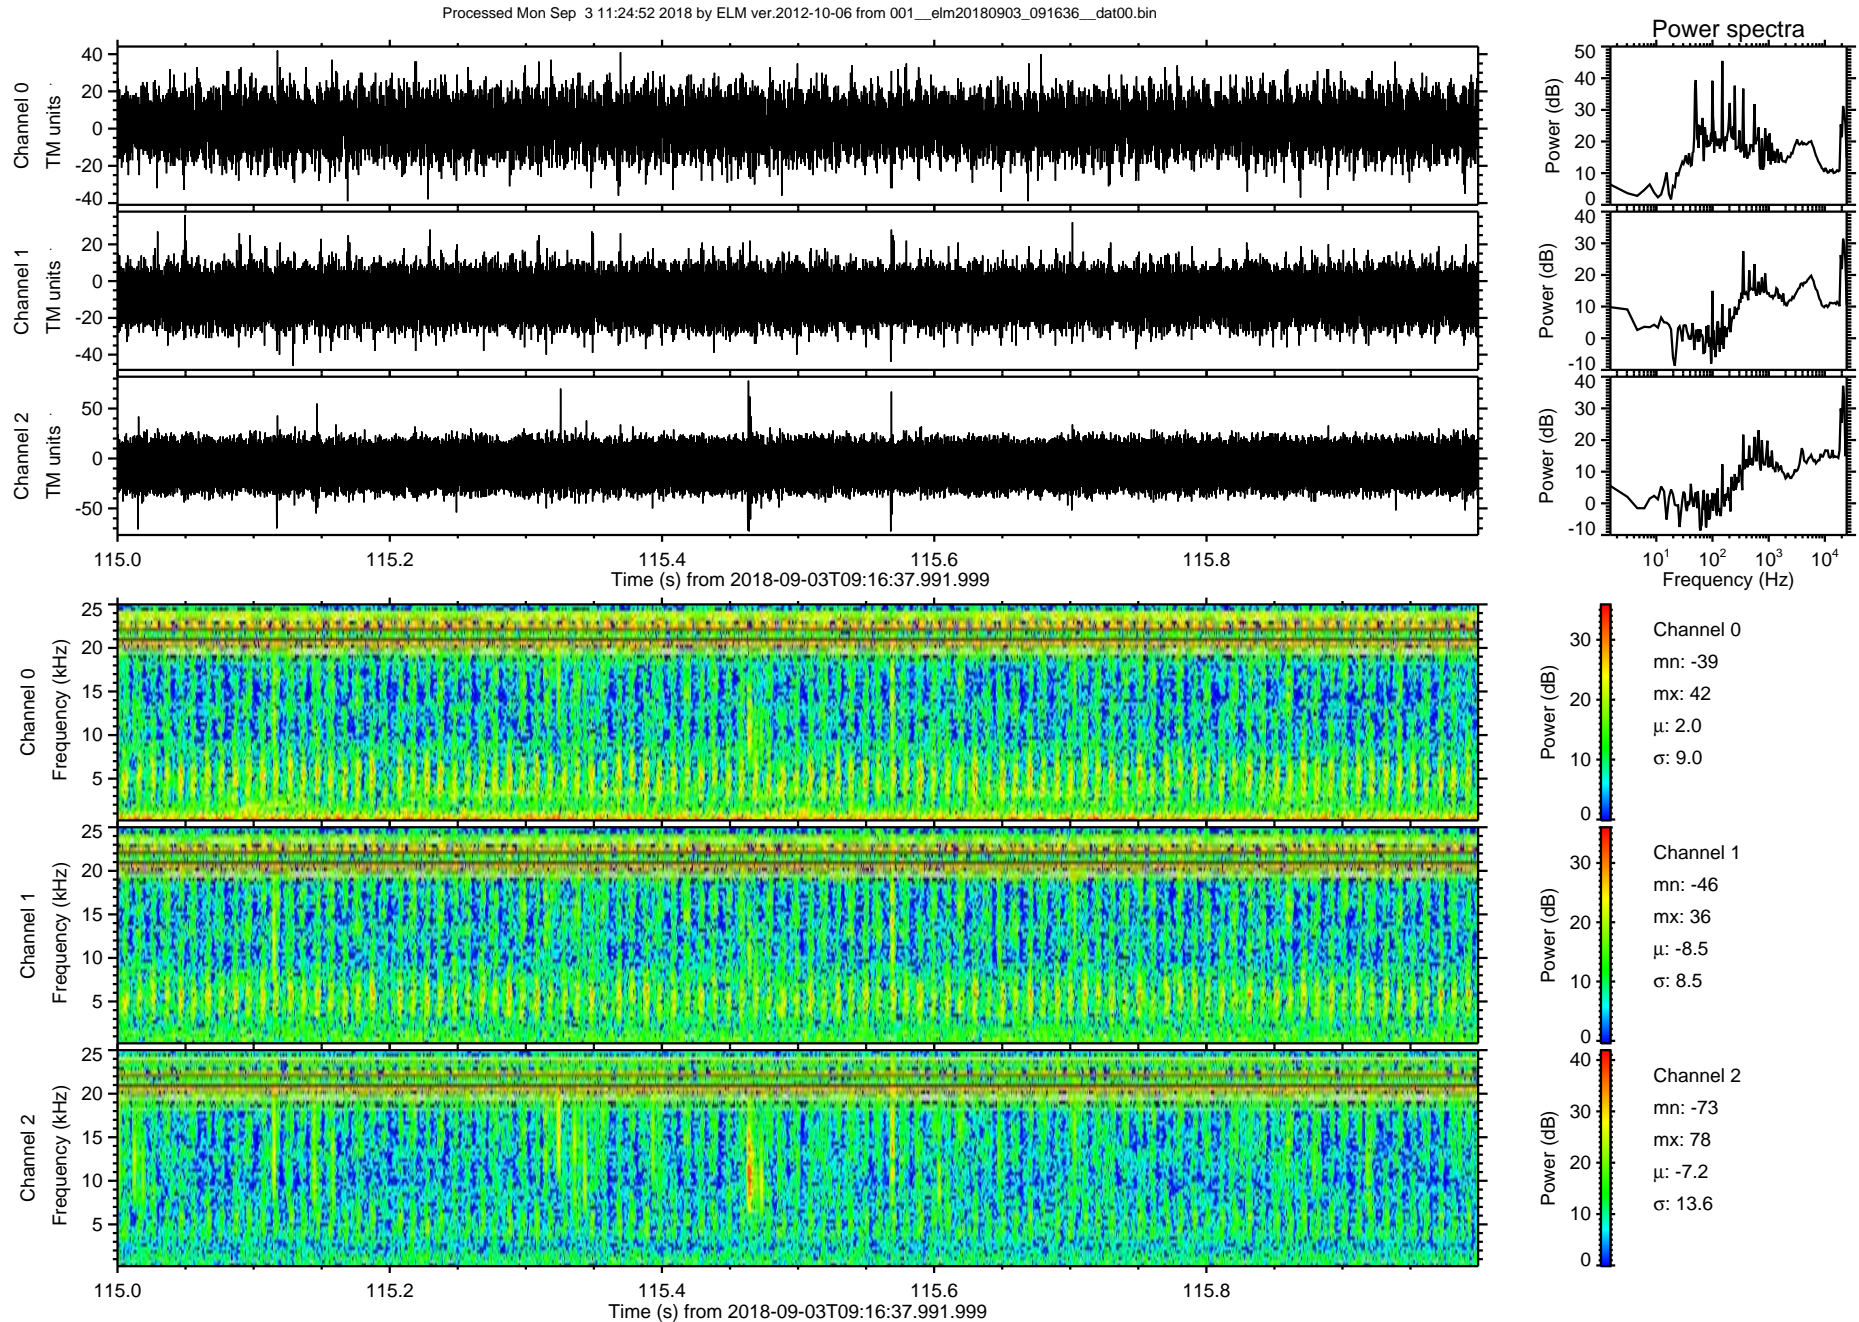 Processed Mon Sep  3 11:24:52 2018 by ELM ver.2012-10-06 from 001__elm20180903_091636__dat00.bin
Power spectra
Channel 0
TM units
40
20
0
-20
-40
Power (dB)
50
40
30
20
10
0
Channel 1
TM units
20
0
-20
-40
Power (dB)
40
30
20
10
0
-10
Channel 2
TM units
50
0
-50
Power (dB)
40
30
20
10
0
-10
115.0 115.2 115.4 115.6 115.8
Time (s) from 2018-09-03T09:16:37.991.999
10^1 10^2 10^3 10^4
Frequency (Hz)
Channel 0
Frequency (kHz)
25
20
15
10
5
Power (dB)
30
20
10
0
Channel 0
mn: -39
mx: 42
μ: 2.0
σ: 9.0
Channel 1
Frequency (kHz)
25
20
15
10
5
Power (dB)
30
20
10
0
Channel 1
mn: -46
mx: 36
μ: -8.5
σ: 8.5
Channel 2
Frequency (kHz)
25
20
15
10
5
Power (dB)
40
30
20
10
0
Channel 2
mn: -73
mx: 78
μ: -7.2
σ: 13.6
115.0 115.2 115.4 115.6 115.8
Time (s) from 2018-09-03T09:16:37.991.999